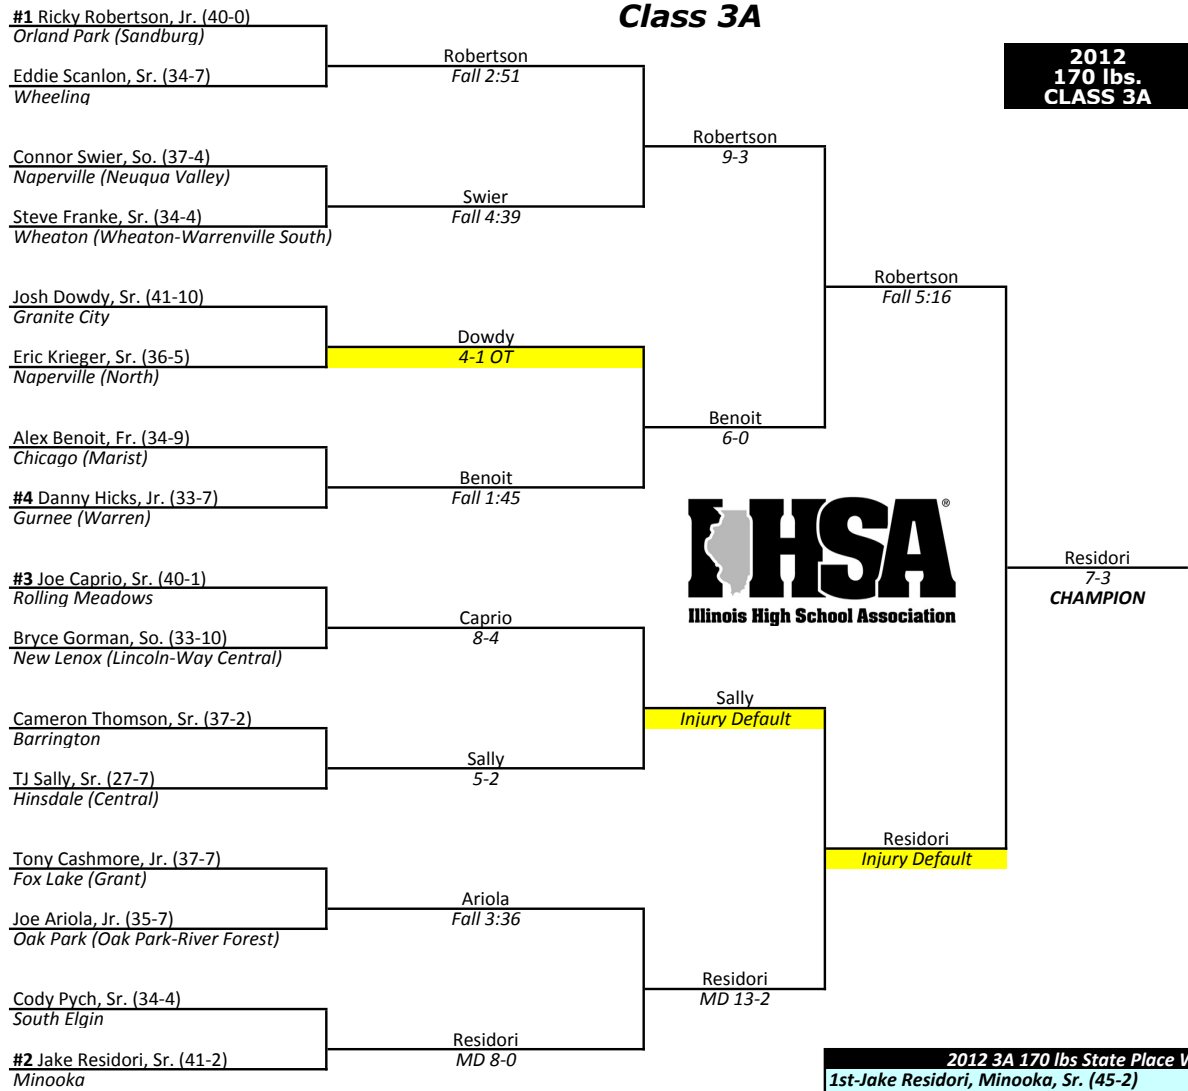 Class 3A
2012
170 lbs.
CLASS 3A
#1 Ricky Robertson, Jr. (40-0)
Orland Park (Sandburg)
Robertson
Fall 2:51
Eddie Scanlon, Sr. (34-7)
Wheeling
Robertson
9-3
Connor Swier, So. (37-4)
Naperville (Neuqua Valley)
Swier
Fall 4:39
Steve Franke, Sr. (34-4)
Wheaton (Wheaton-Warrenville South)
Robertson
Fall 5:16
Josh Dowdy, Sr. (41-10)
Granite City
Dowdy
4-1 OT
Eric Krieger, Sr. (36-5)
Naperville (North)
Benoit
6-0
Alex Benoit, Fr. (34-9)
Chicago (Marist)
Benoit
Fall 1:45
#4 Danny Hicks, Jr. (33-7)
Gurnee (Warren)
IHSA®
Illinois High School Association
Residori
7-3
CHAMPION
#3 Joe Caprio, Sr. (40-1)
Rolling Meadows
Caprio
8-4
Bryce Gorman, So. (33-10)
New Lenox (Lincoln-Way Central)
Sally
Injury Default
Cameron Thomson, Sr. (37-2)
Barrington
Sally
5-2
TJ Sally, Sr. (27-7)
Hinsdale (Central)
Residori
Injury Default
Tony Cashmore, Jr. (37-7)
Fox Lake (Grant)
Ariola
Fall 3:36
Joe Ariola, Jr. (35-7)
Oak Park (Oak Park-River Forest)
Residori
MD 13-2
Cody Pych, Sr. (34-4)
South Elgin
Residori
MD 8-0
#2 Jake Residori, Sr. (41-2)
Minooka
2012 3A 170 lbs State Place
1st-Jake Residori, Minooka, Sr. (45-2)